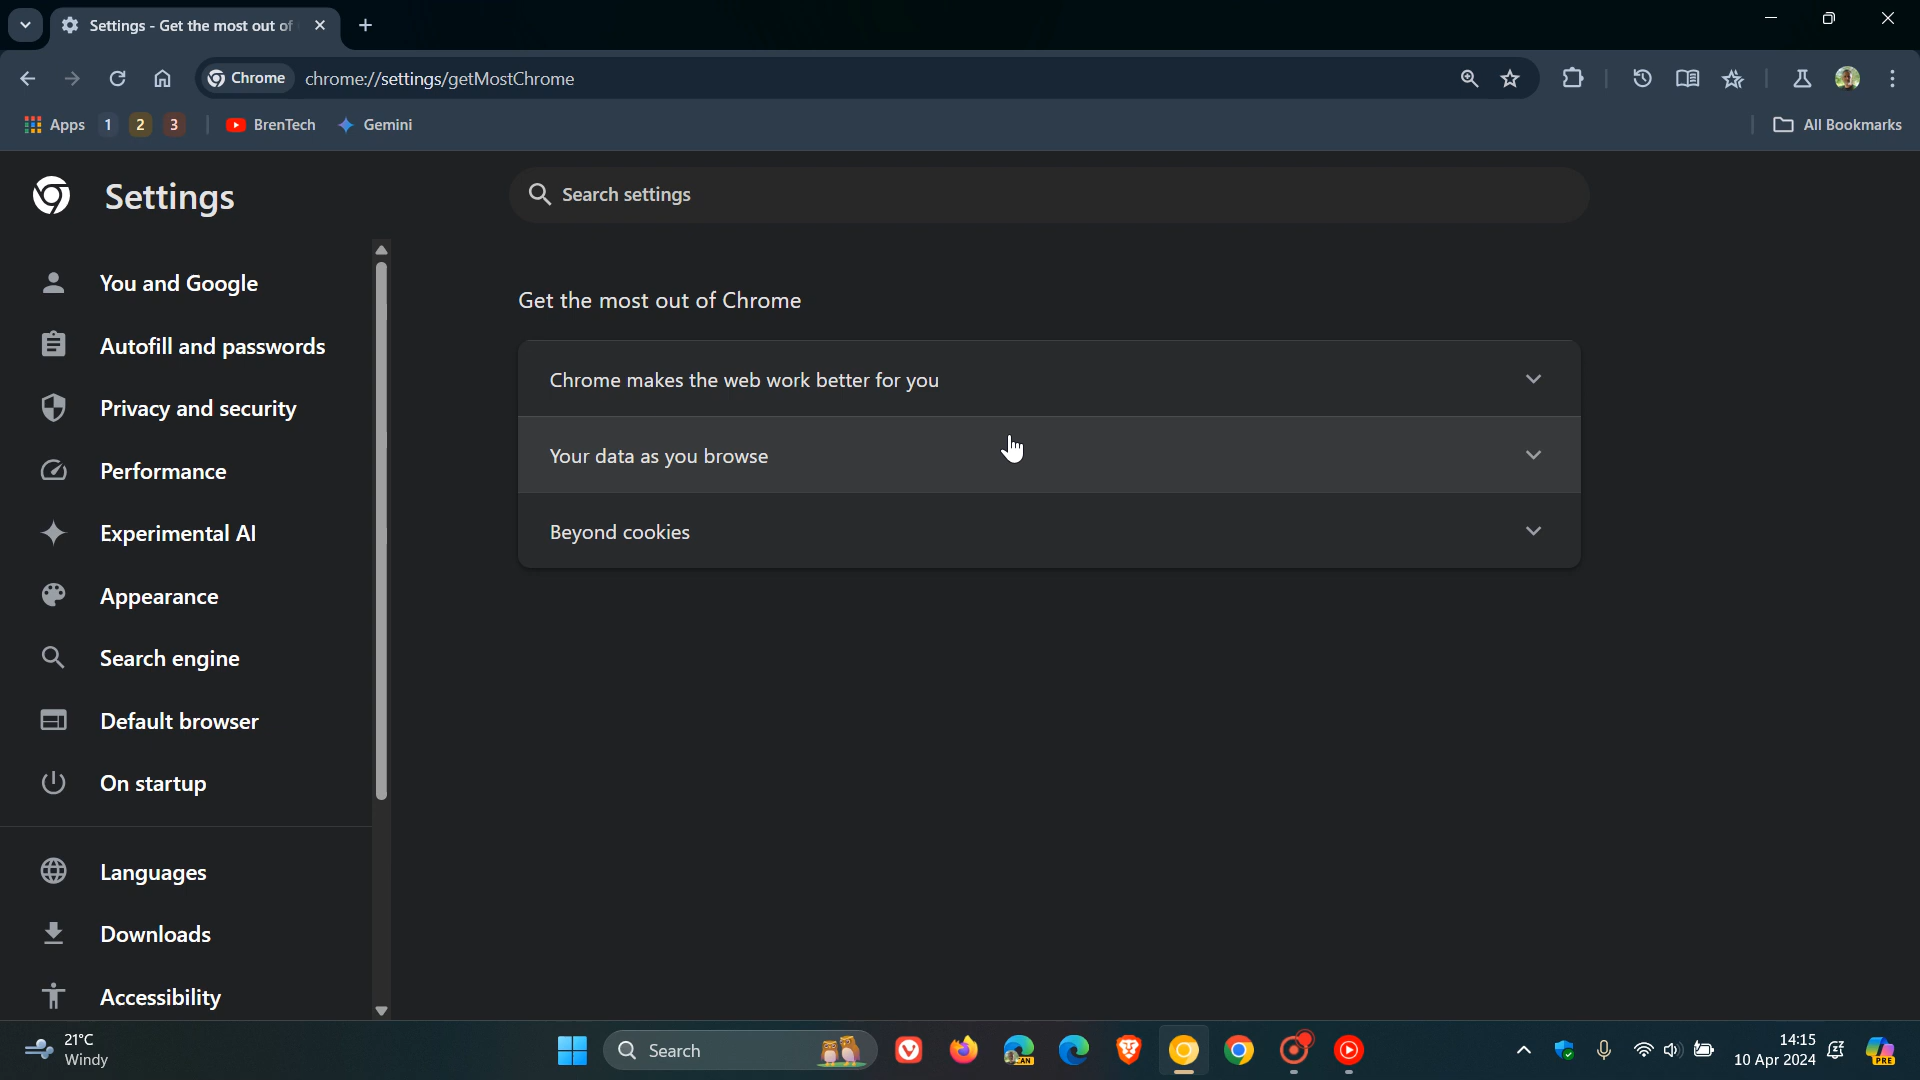 Settings - Get the most out of
Chrome
chrome://settings/getMostChrome
Apps
1
2
3
BrenTech
Gemini
All Bookmarks
Settings
Search settings
You and Google
Autofill and passwords
Privacy and security
Performance
Experimental AI
Appearance
Search engine
Default browser
On startup
Languages
Downloads
Accessibility
Get the most out of Chrome
Chrome makes the web work better for you
Your data as you browse
Beyond cookies
21°C
Windy
Search
CAN
14:15
10 Apr 2024
PRE